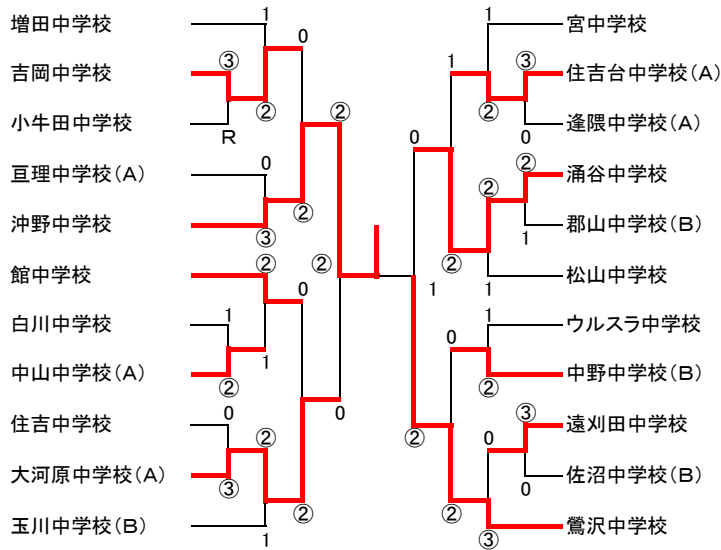 増田中学校
吉岡中学校
小牛田中学校
亘理中学校(A)
沖野中学校
館中学校
白川中学校
中山中学校(A)
住吉中学校
大河原中学校(A)
玉川中学校(B)
1
③
R
②
0
0
③
②
②
②
②
0
1
②
1
0
③
②
②
1
0
1
宮中学校
住吉台中学校(A)
逢隈中学校(A)
涌谷中学校
郡山中学校(B)
松山中学校
ウルスラ中学校
中野中学校(B)
遠刈田中学校
佐沼中学校(B)
鶯沢中学校
1
③
②
0
1
0
②
②
1
②
1
1
0
②
②
③
0
0
②
③